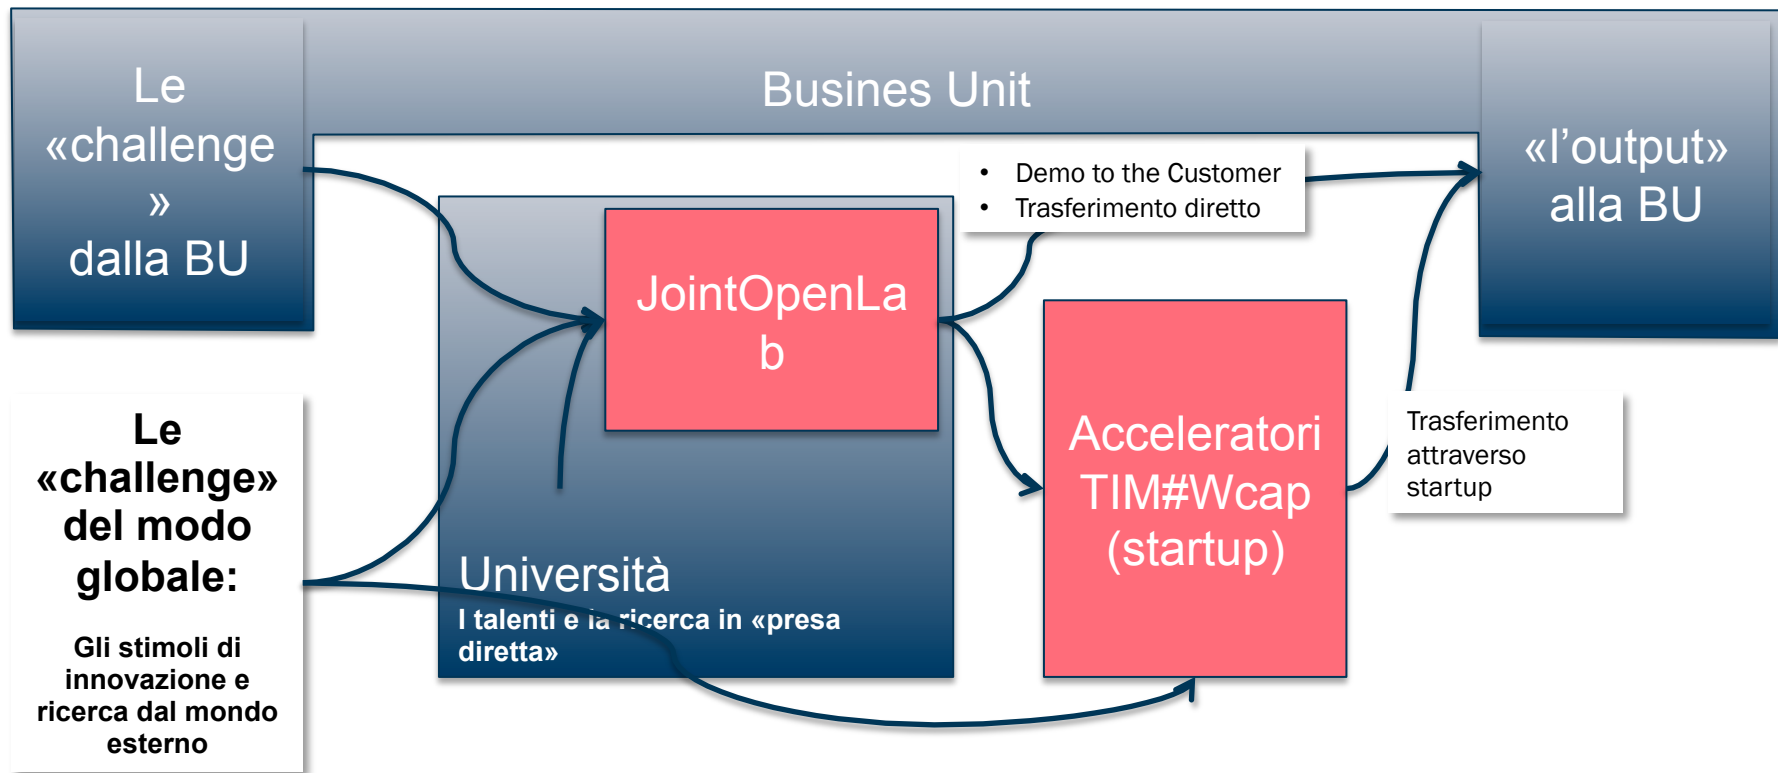 Le
«challenge
»
dalla BU
Busines Unit
«l’output»
alla BU
• Demo to the Customer
• Trasferimento diretto
JointOpenLa
b
Acceleratori
TIM#Wcap
(startup)
Trasferimento
attraverso
startup
Le
«challenge»
del modo
globale:
Gli stimoli di
innovazione e
ricerca dal mondo
esterno
Università
I talenti e la ricerca in «presa
diretta»